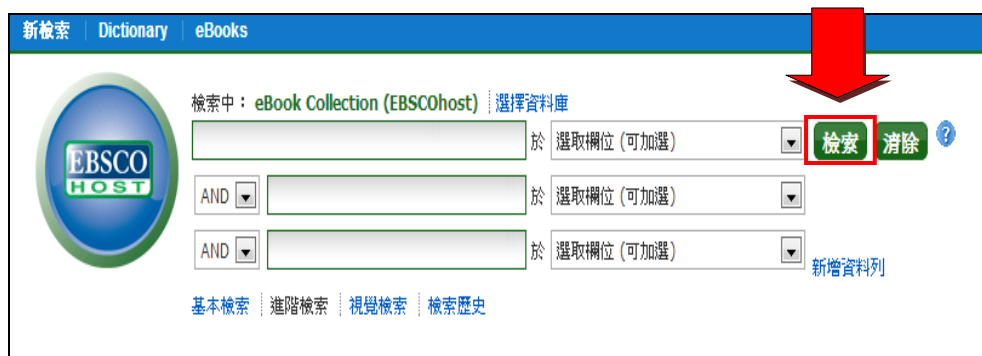 新檢索 Dictionary eBooks
檢索中： eBook Collection (EBSCOhost) 選擇資料庫
於 選取欄位 (可加選) 檢索 清除 ?
EBSCO
HOST
AND 於 選取欄位 (可加選)
AND 於 選取欄位 (可加選)
新增資料列
基本檢索 進階檢索 視覺檢索 檢索歷史